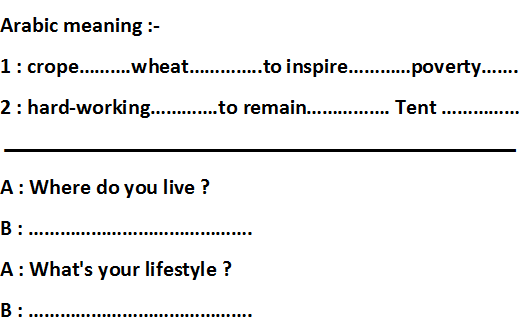 Arabic meaning :-
1 : crope..........wheat..............to inspire............poverty.......
2 : hard-working.............to remain................ Tent ...............
A : Where do you live ?
B : ..........................................
A : What's your lifestyle ?
B : ..........................................